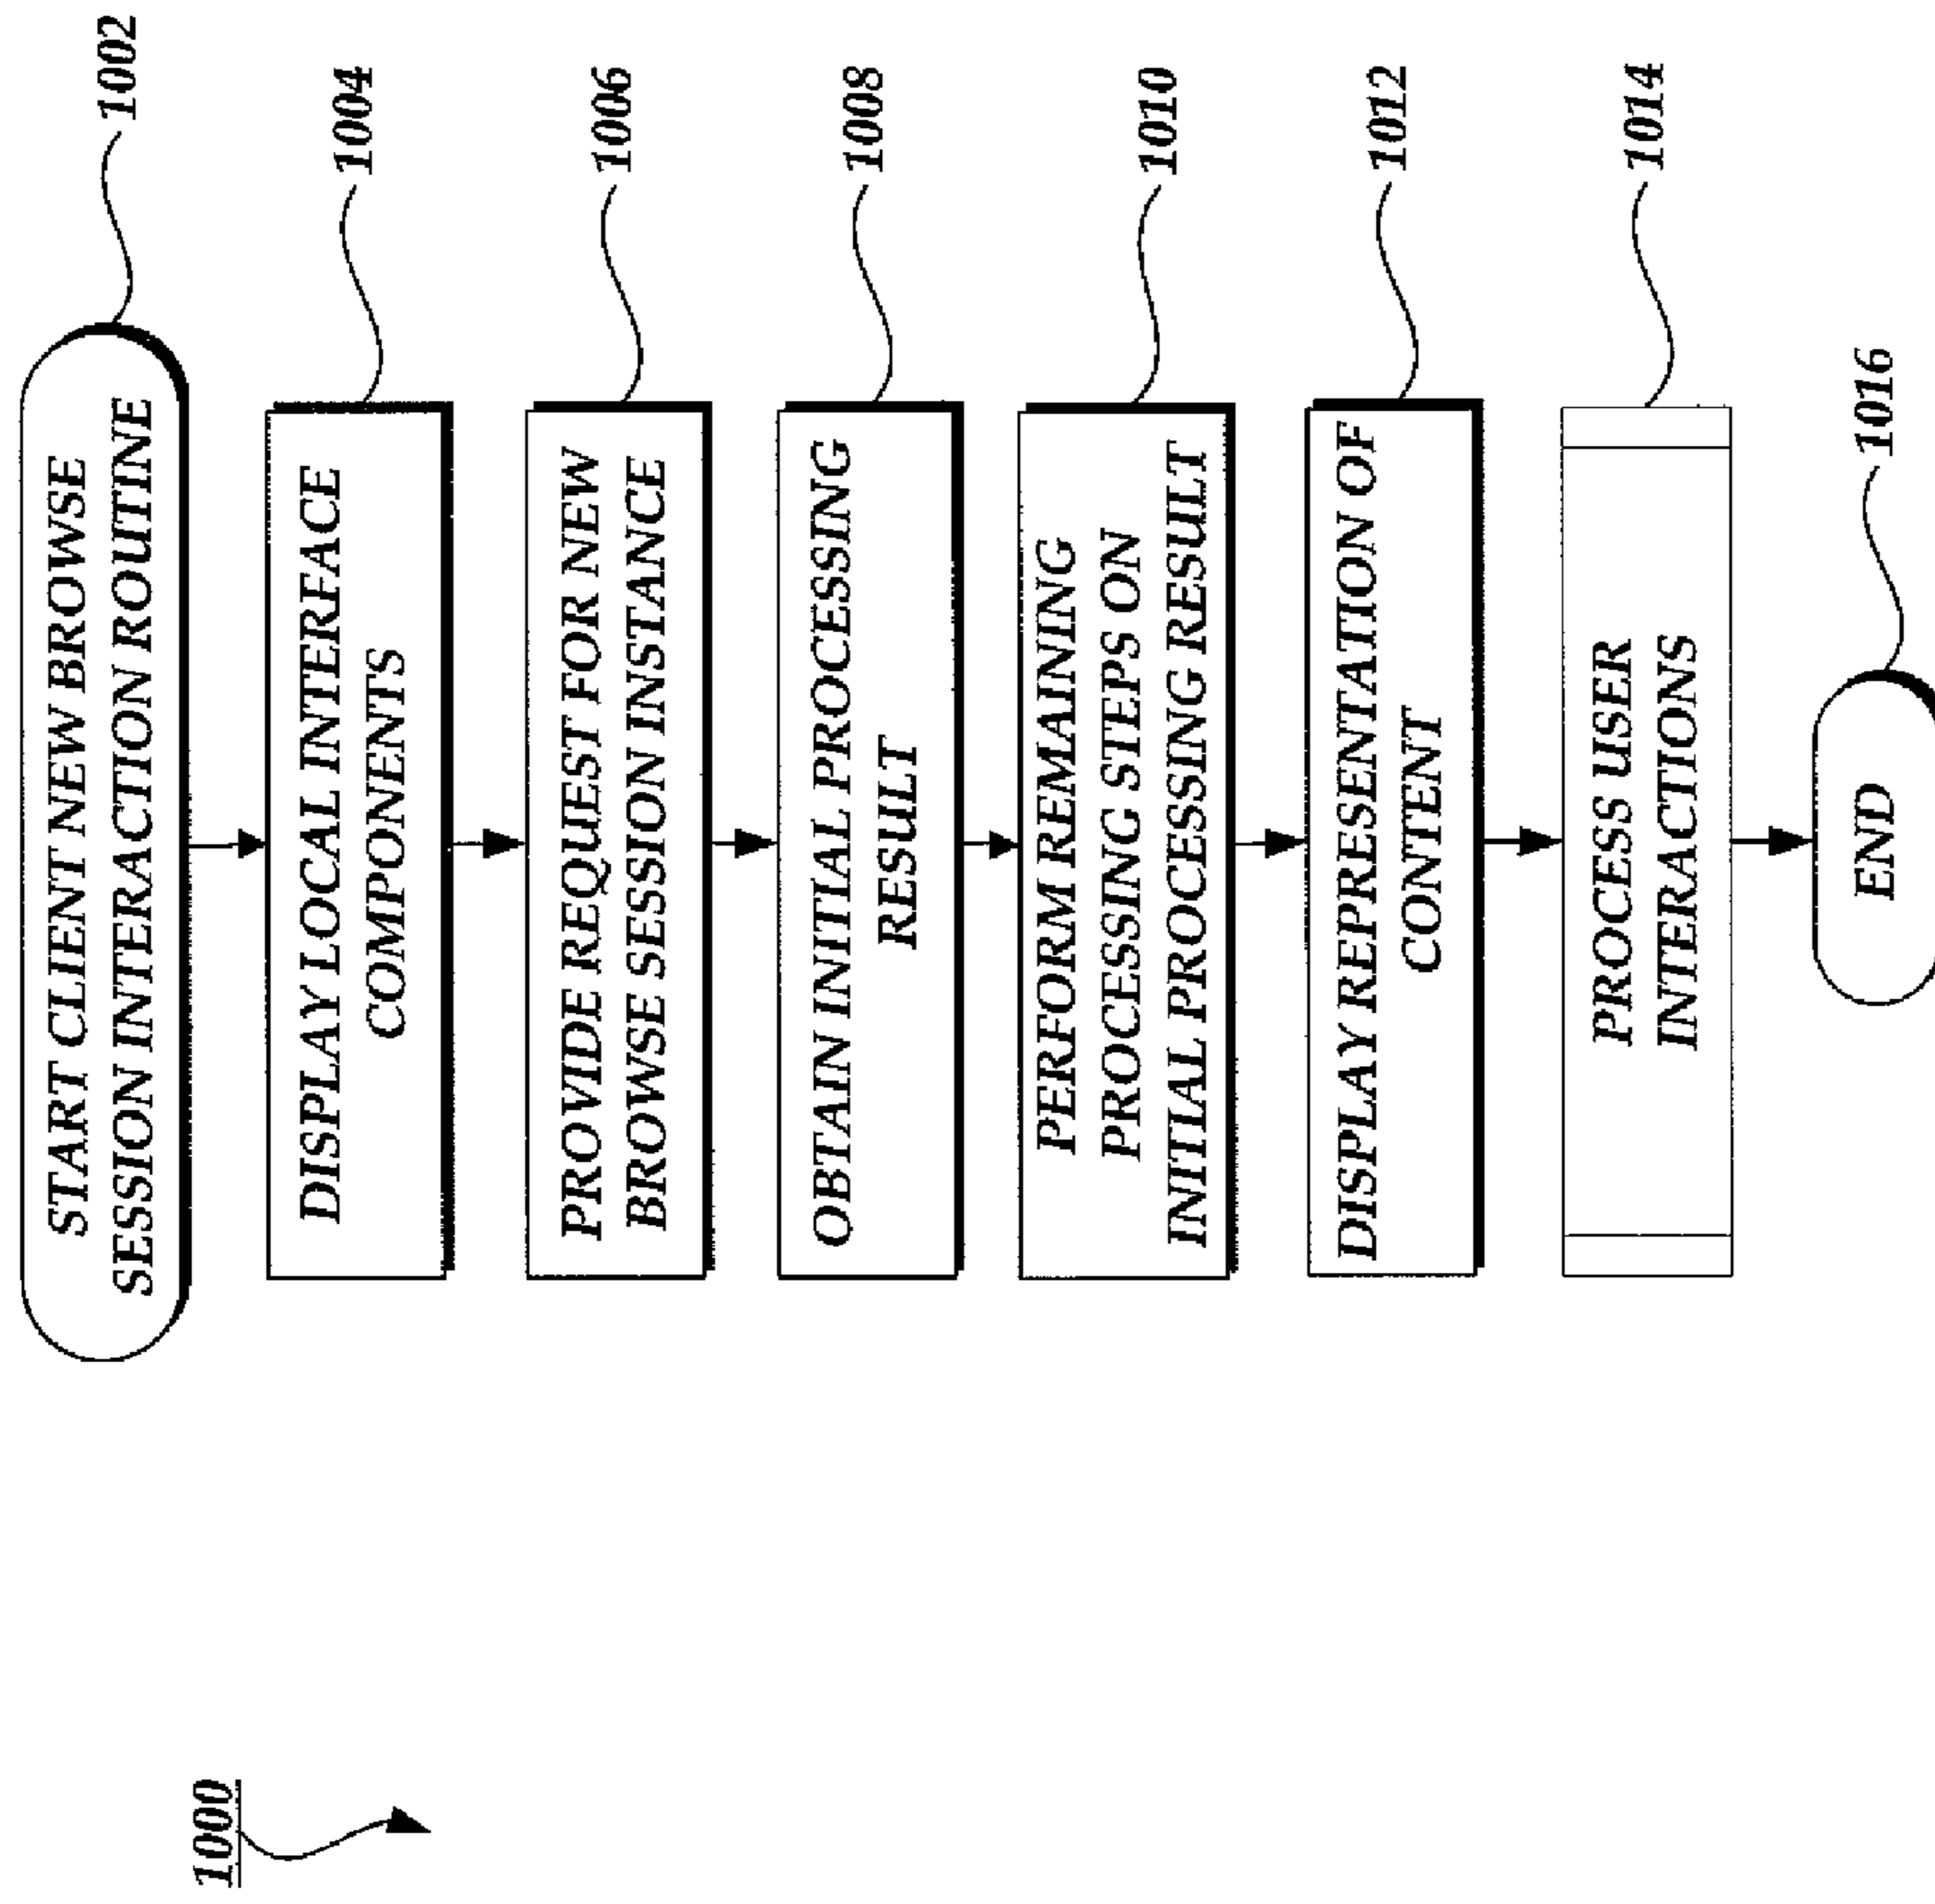 1000
START CLIENT NEW BROWSE
SESSION INTERACTION ROUTINE
1002
DISPLAY LOCAL INTERFACE
COMPONENTS
1004
PROVIDE REQUEST FOR NEW
BROWSE SESSION INSTANCE
1006
OBTAIN INITIAL PROCESSING
RESULT
1008
PERFORM REMAINING
PROCESSING STEPS ON
INITIAL PROCESSING RESULT
1010
DISPLAY REPRESENTATION OF
CONTENT
1012
PROCESS USER
INTERACTIONS
1014
END
1016